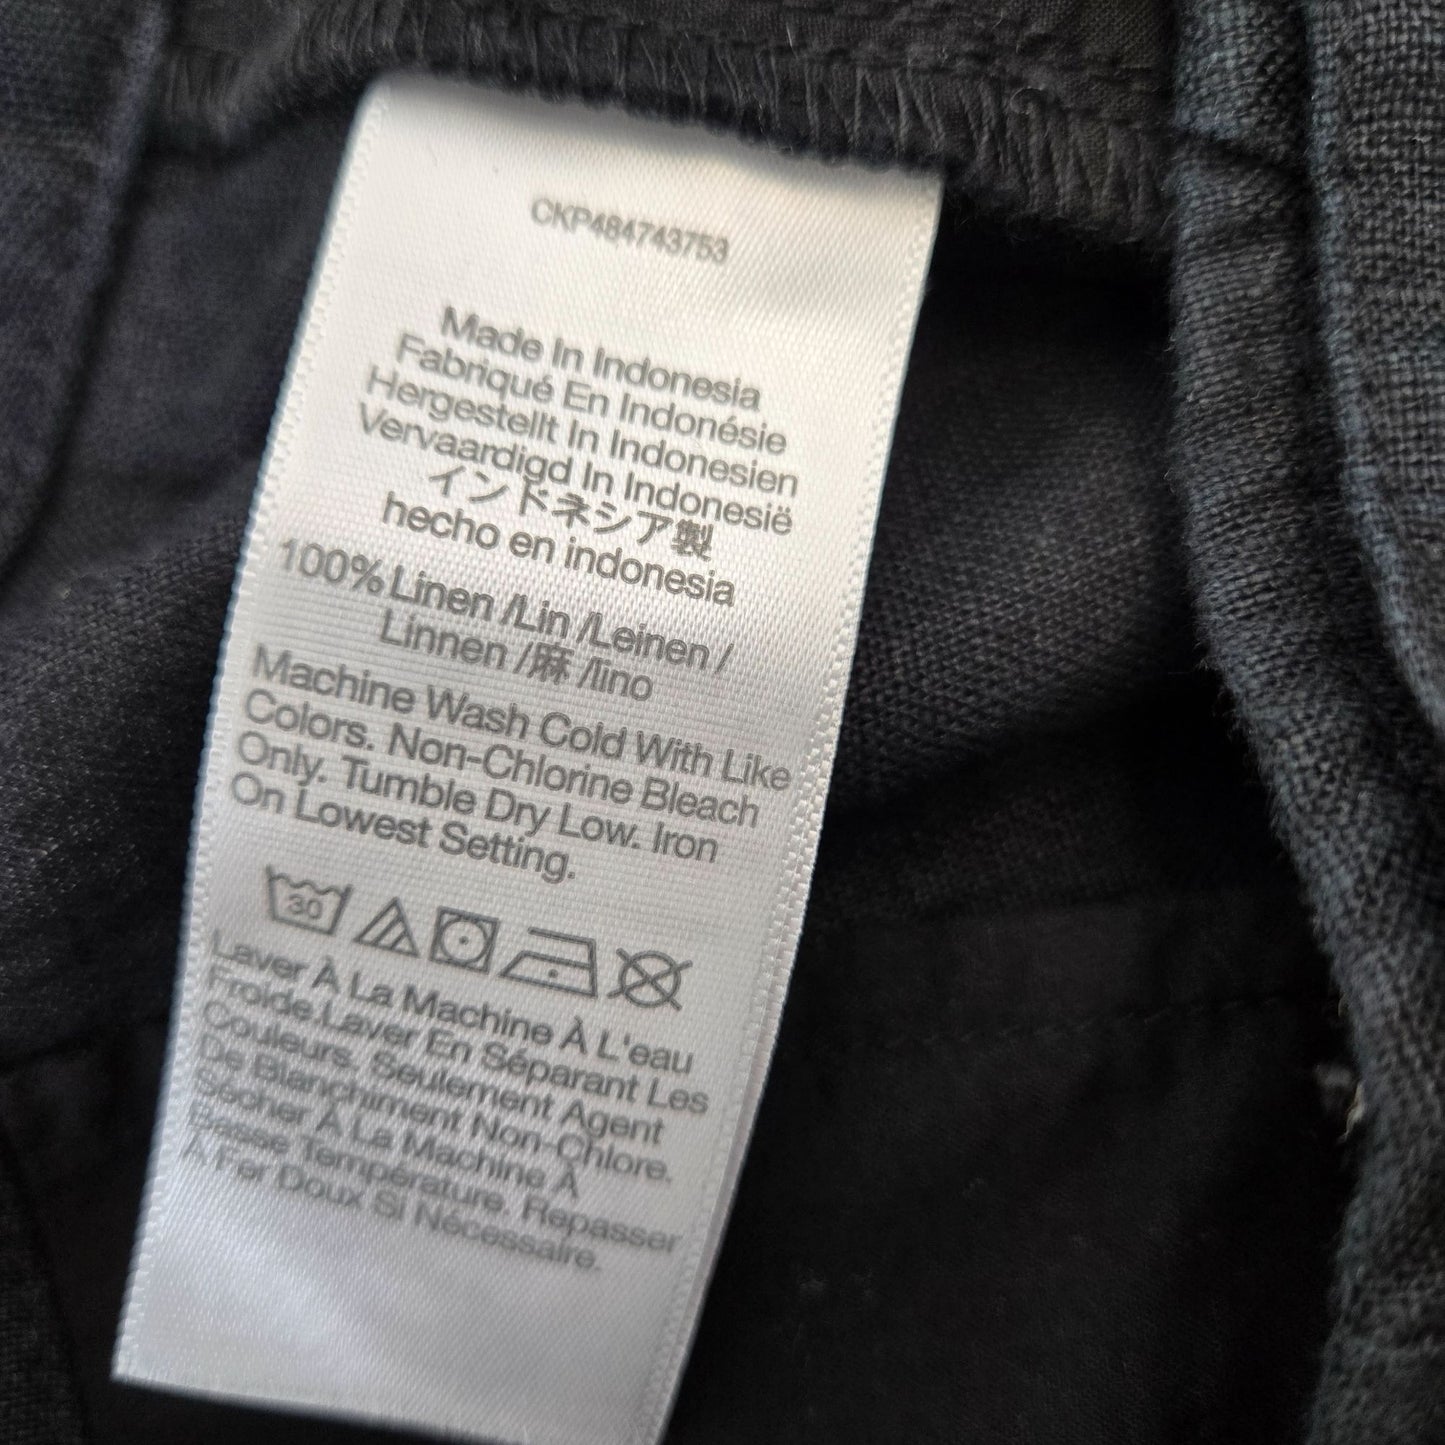 CKP484743753
Made In Indonesia
Fabriqué En Indonésie
Hergestellt In Indonesien
Vervaardigd In Indonesië
インドネシア製
hecho en indonesia
100% Linen /Lin /Leinen /
Linnen /麻 /lino
Machine Wash Cold With Like
Colors. Non-Chlorine Bleach
Only. Tumble Dry Low. Iron
On Lowest Setting.
30
Laver À La Machine À L'eau
Froide.Laver En Séparant Les
Couleurs. Seulement Agent
De Blanchiment Non-Chlore.
Sécher À La Machine À
Basse Température. Repasser
À Fer Doux Si Nécessaire.